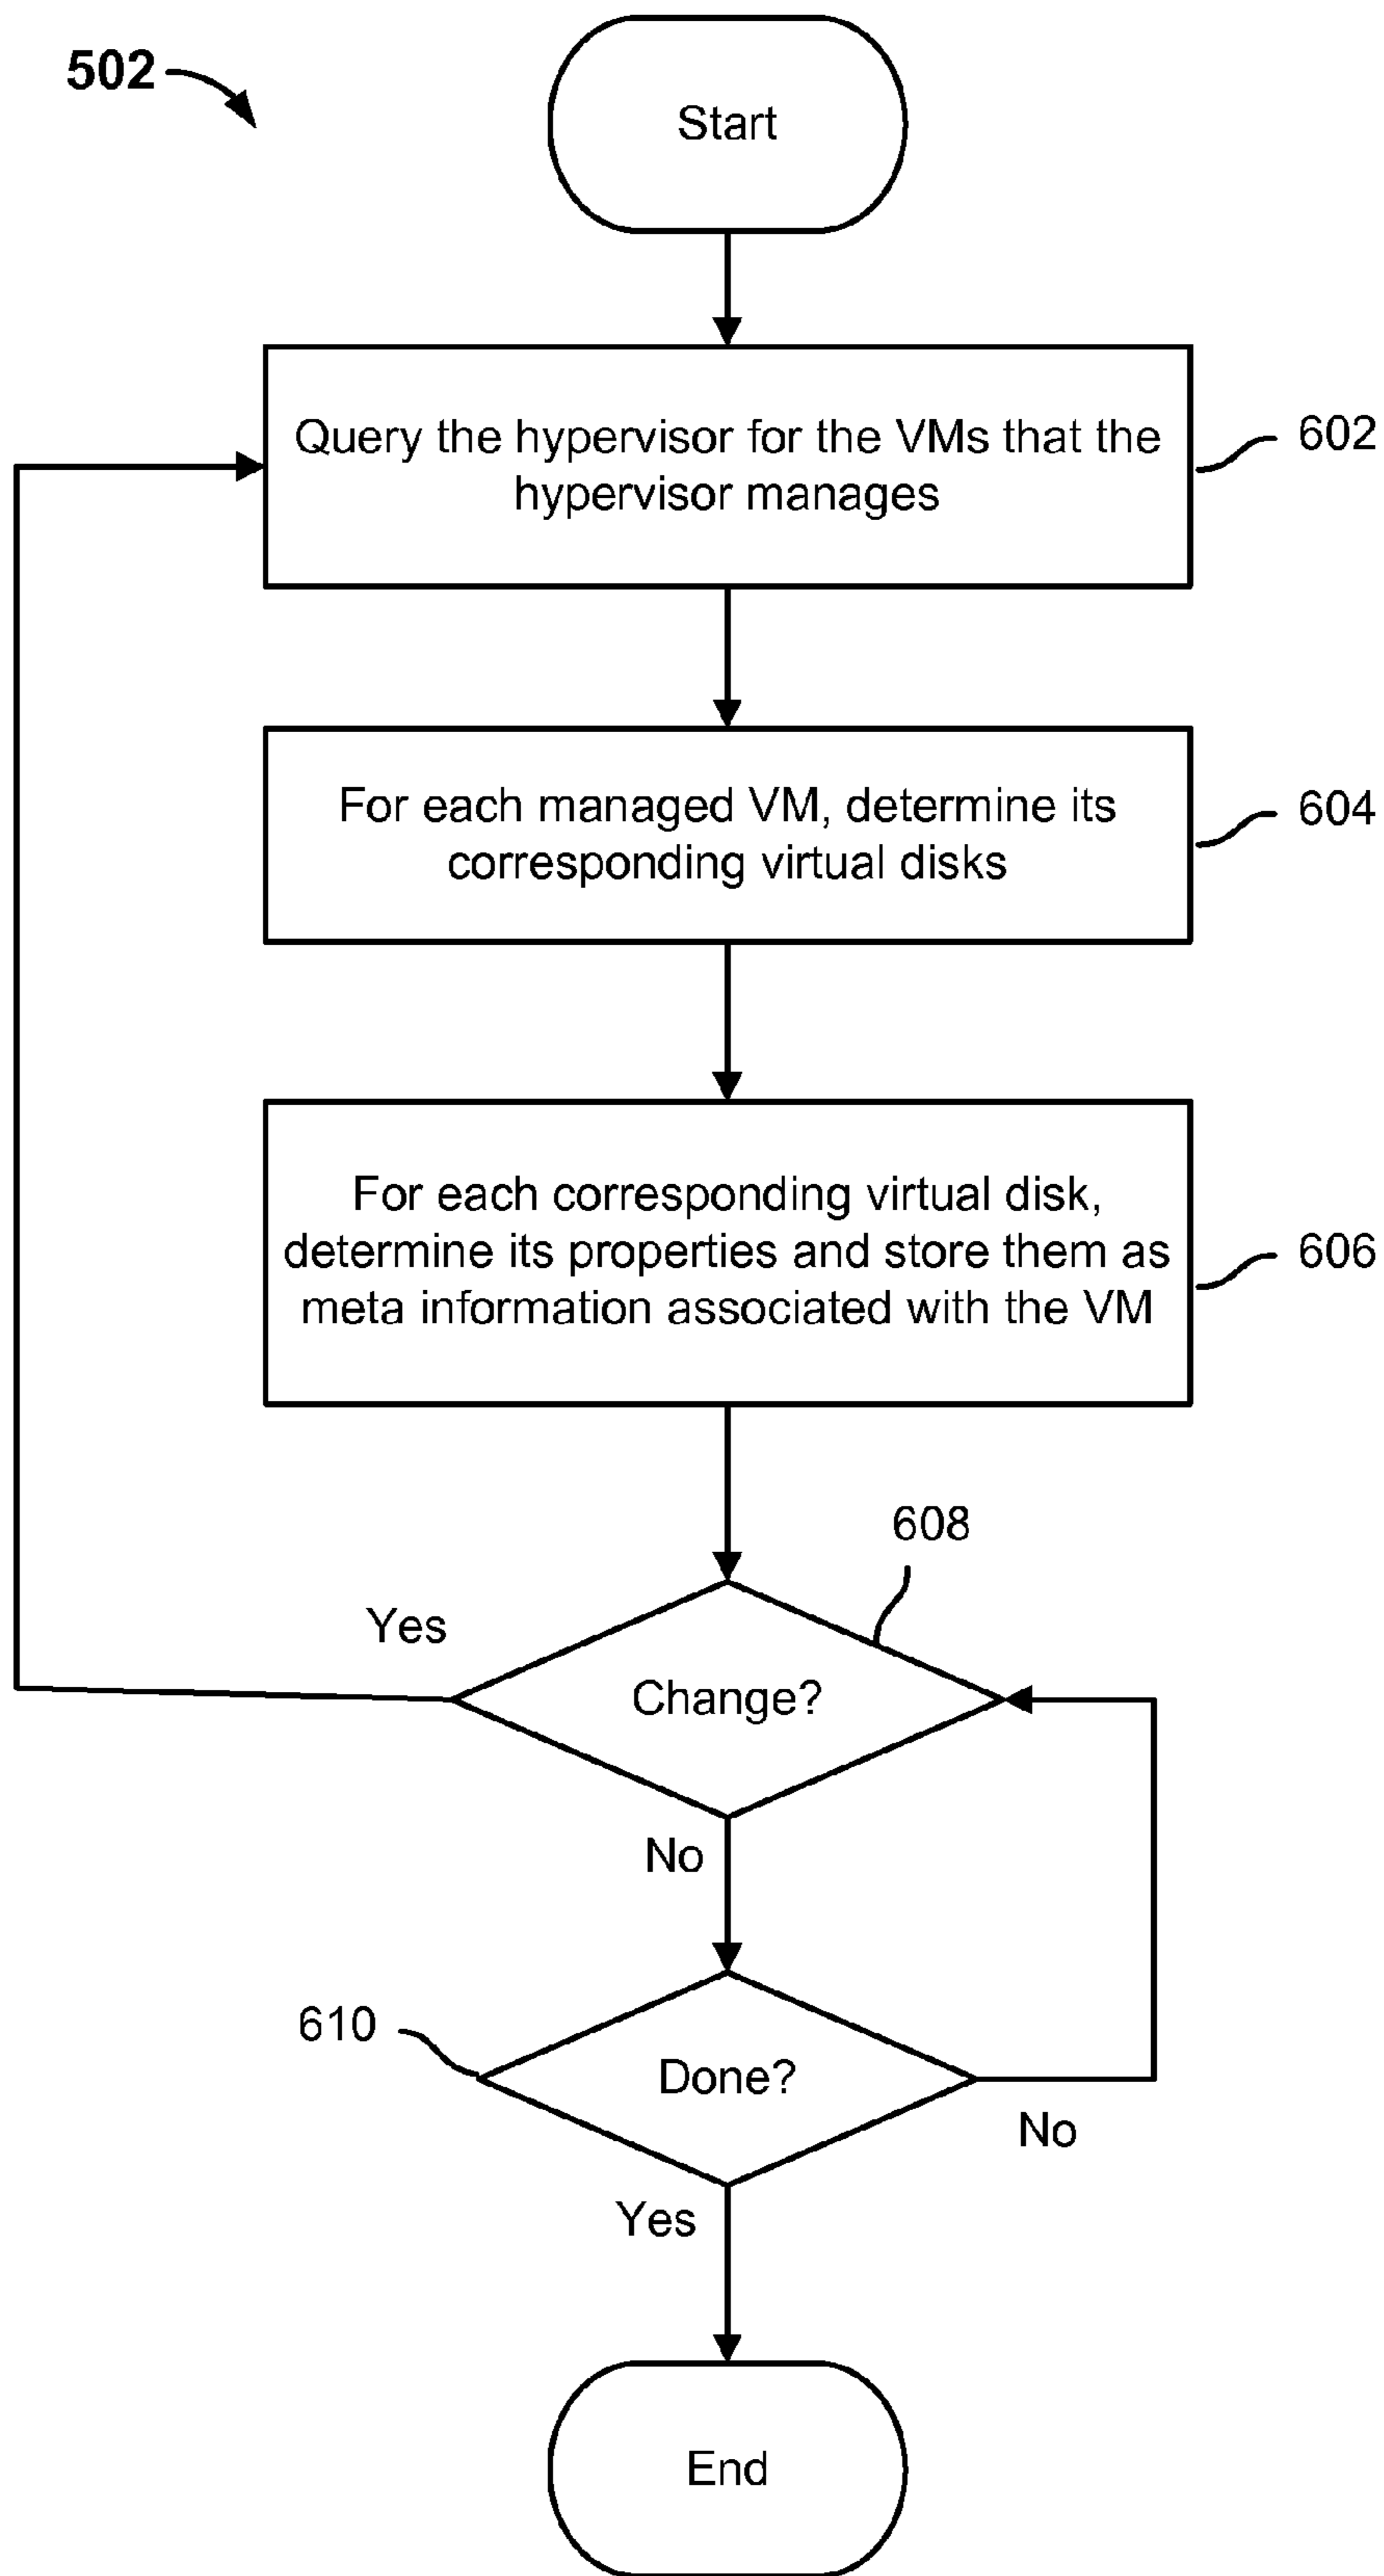 502
Start
Query the hypervisor for the VMs that the
hypervisor manages
602
For each managed VM, determine its
corresponding virtual disks
604
For each corresponding virtual disk,
determine its properties and store them as
meta information associated with the VM
606
608
Yes
Change?
No
610
Done?
No
Yes
End